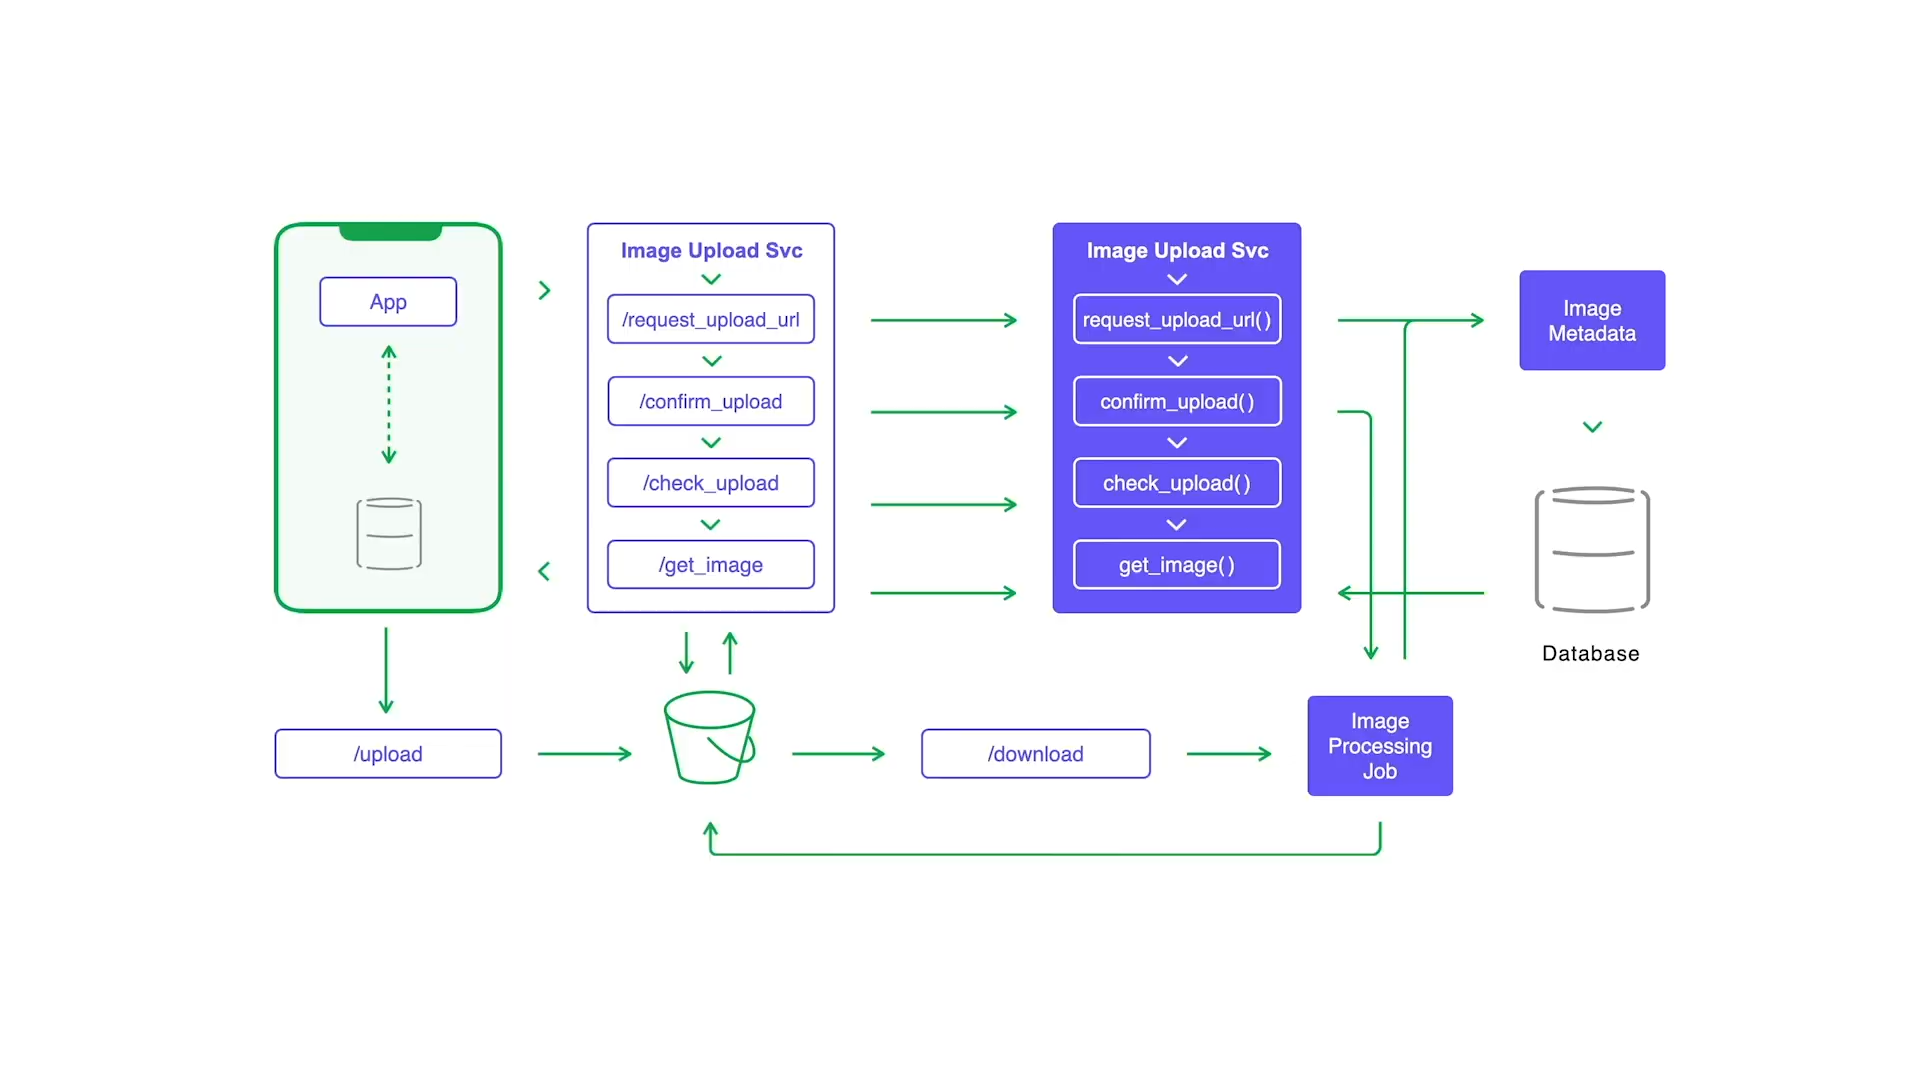 App
Image Upload Svc
/request_upload_url
/confirm_upload
/check_upload
/get_image
Image Upload Svc
request_upload_url()
confirm_upload()
check_upload()
get_image()
Image
Metadata
Database
/upload
/download
Image
Processing
Job